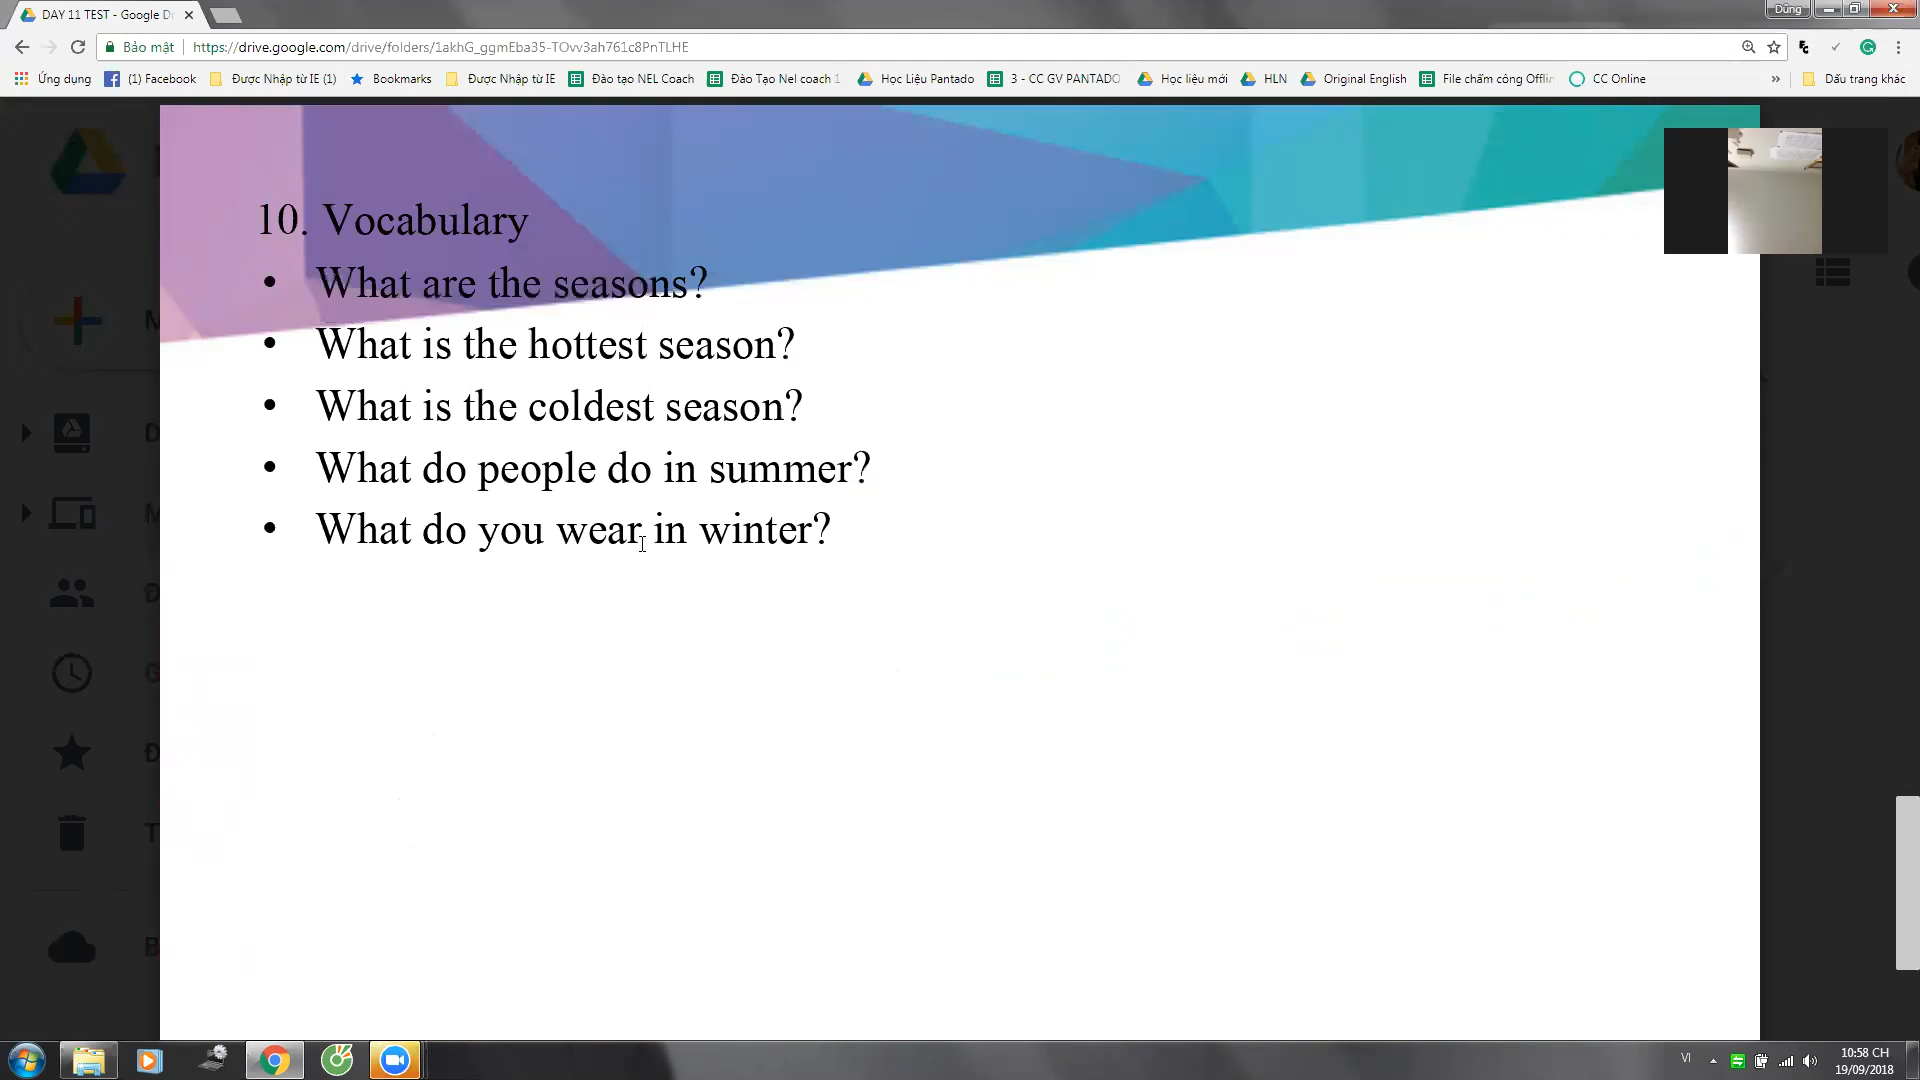 DAY 11 TEST - Google Dr
Dũng
Bảo mật
https://drive.google.com/drive/folders/1akhG_ggmEba35-TOvv3ah761c8PnTLHE
Ứng dụng (1) Facebook Được Nhập từ IE (1) Bookmarks Được Nhập từ IE Đào tạo NEL Coach Đào Tạo Nel coach 1 Học Liệu Pantado 3 - CC GV PANTADO Học liệu mới HLN Original English File chấm công Offlin CC Online » Dấu trang khác
10. Vocabulary
• What are the seasons?
• What is the hottest season?
• What is the coldest season?
• What do people do in summer?
• What do you wear in winter?
VI
10:58 CH
19/09/2018